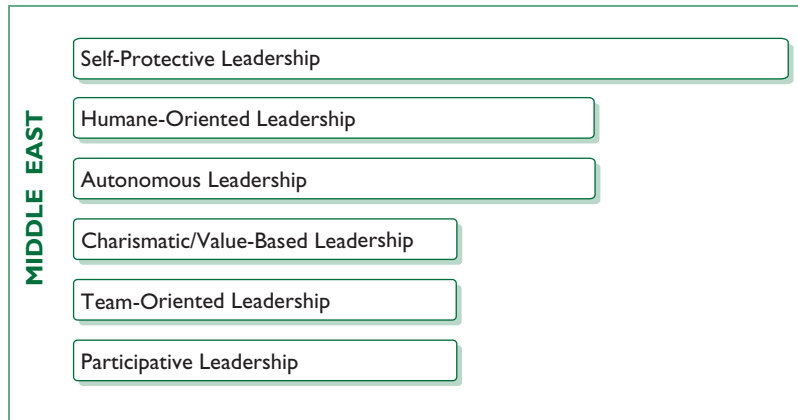 MIDDLE EAST
Self-Protective Leadership
Humane-Oriented Leadership
Autonomous Leadership
Charismatic/Value-Based Leadership
Team-Oriented Leadership
Participative Leadership